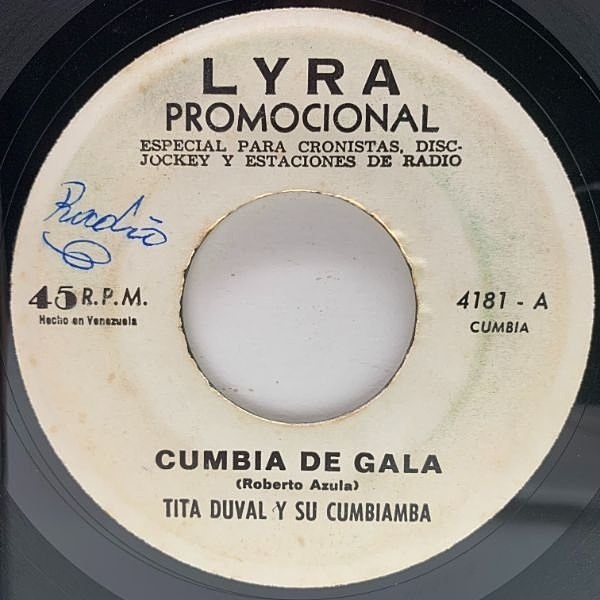 LYRA
PROMOCIONAL
ESPECIAL PARA CRONISTAS, DISC-
JOCKEY Y ESTACIONES DE RADIO
Radio
45 R.P.M.
Hecho en Venezuela
4181 - A
CUMBIA
CUMBIA DE GALA
(Roberto Azula)
TITA DUVAL Y SU CUMBIAMBA